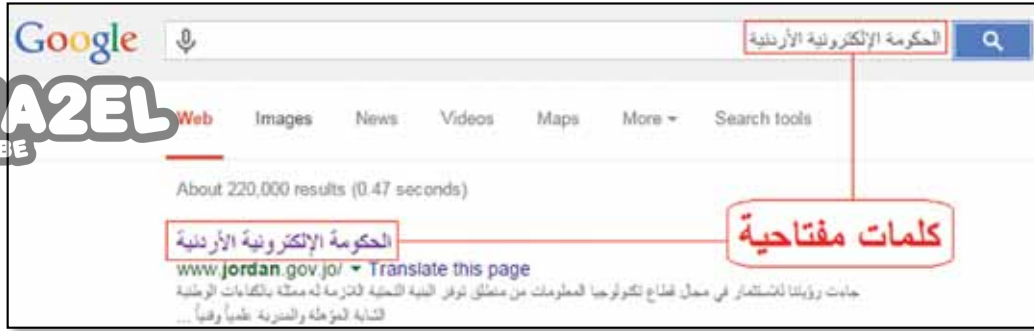 Google
الحكومة الإلكترونية الأردنية
A2EL
BE
Web Images News Videos Maps More Search tools
About 220,000 results (0.47 seconds)
كلمات مفتاحية
الحكومة الإلكترونية الأردنية
www.jordan.gov.jo/ Translate this page
جاءت رؤيتنا للاستثمار في مجال قطاع تكنولوجيا المعلومات من منطلق توفر البنية التحتية اللازمة له ممثلة بالكفاءات الوطنية
الشابة المؤهلة والمدربة علمياً وفنياً ...